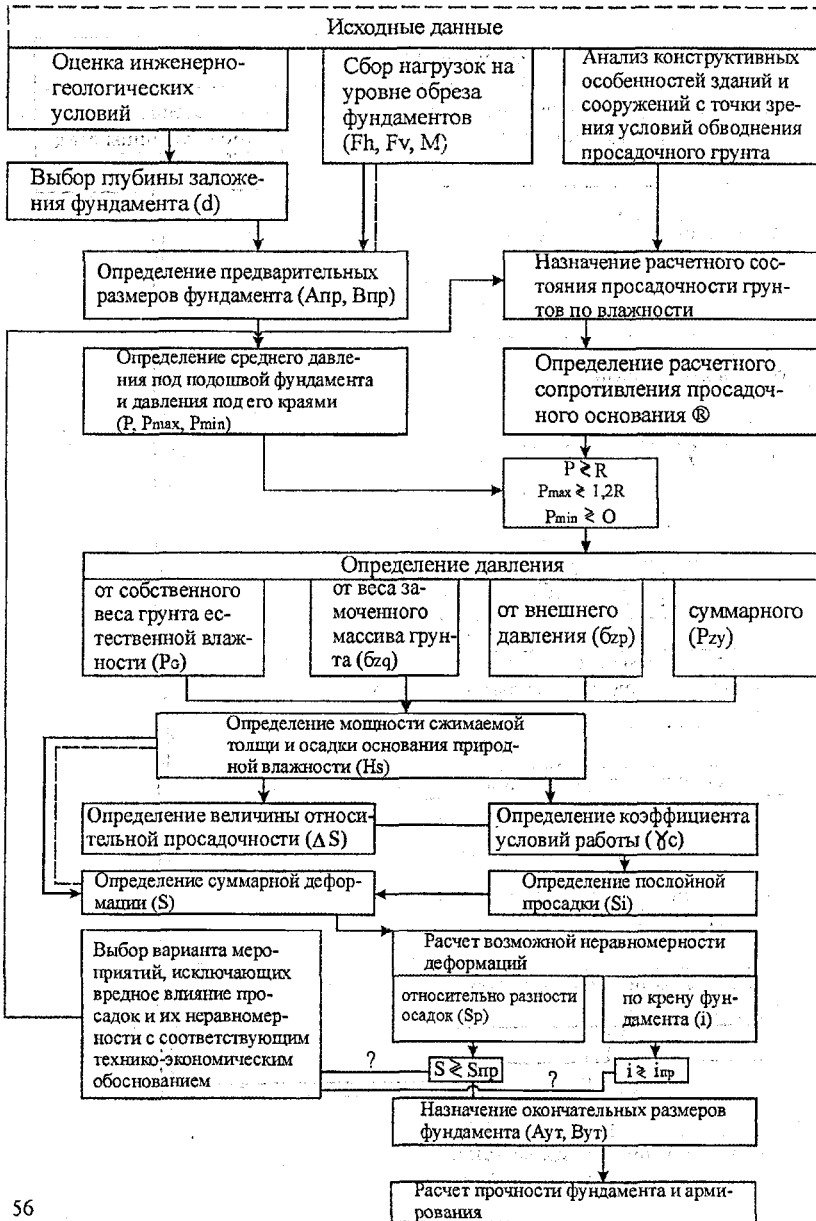 Исходные данные
Оценка инженерно-
геологических
условий
Сбор нагрузок на
уровне обреза
фундаментов
(Fh, Fv, M)
Анализ конструктивных
особенностей зданий и
сооружений с точки зре-
ния условий обводнения
просадочного грунта
Выбор глубины заложе-
ния фундамента (d)
Определение предварительных
размеров фундамента (Апр, Впр)
Назначение расчетного сос-
тояния просадочности грун-
тов по влажности
Определение среднего давле-
ния под подошвой фундамента
и давления под его краями
(P, Pmax, Pmin)
Определение расчетного
сопротивления просадоч-
ного основания ®
P ≷ R
Pmax ≷ 1,2R
Pmin ≷ O
Определение давления
от собственного
веса грунта ес-
тественной влаж-
ности (PG)
от веса за-
моченного
массива грун-
та (бzq)
от внешнего
давления (бzp)
суммарного
(Pzy)
Определение мощности сжимаемой
толщи и осадки основания природ-
ной влажности (Hs)
Определение величины относи-
тельной просадочности (Δ S)
Определение коэффициента
условий работы (γc)
Определение суммарной дефор-
мации (S)
Определение послойной
просадки (Si)
Выбор варианта меро-
приятий, исключающих
вредное влияние про-
садок и их неравномер-
ности с соответствующим
технико-экономическим
обоснованием
Расчет возможной неравномерности
деформаций
относительно разности
осадок (Sp)
по крену фун-
дамента (i)
?
S ≷ Sпр
?
i ≷ iпр
Назначение окончательных размеров
фундамента (Аут, Вут)
Расчет прочности фундамента и арми-
рования
56